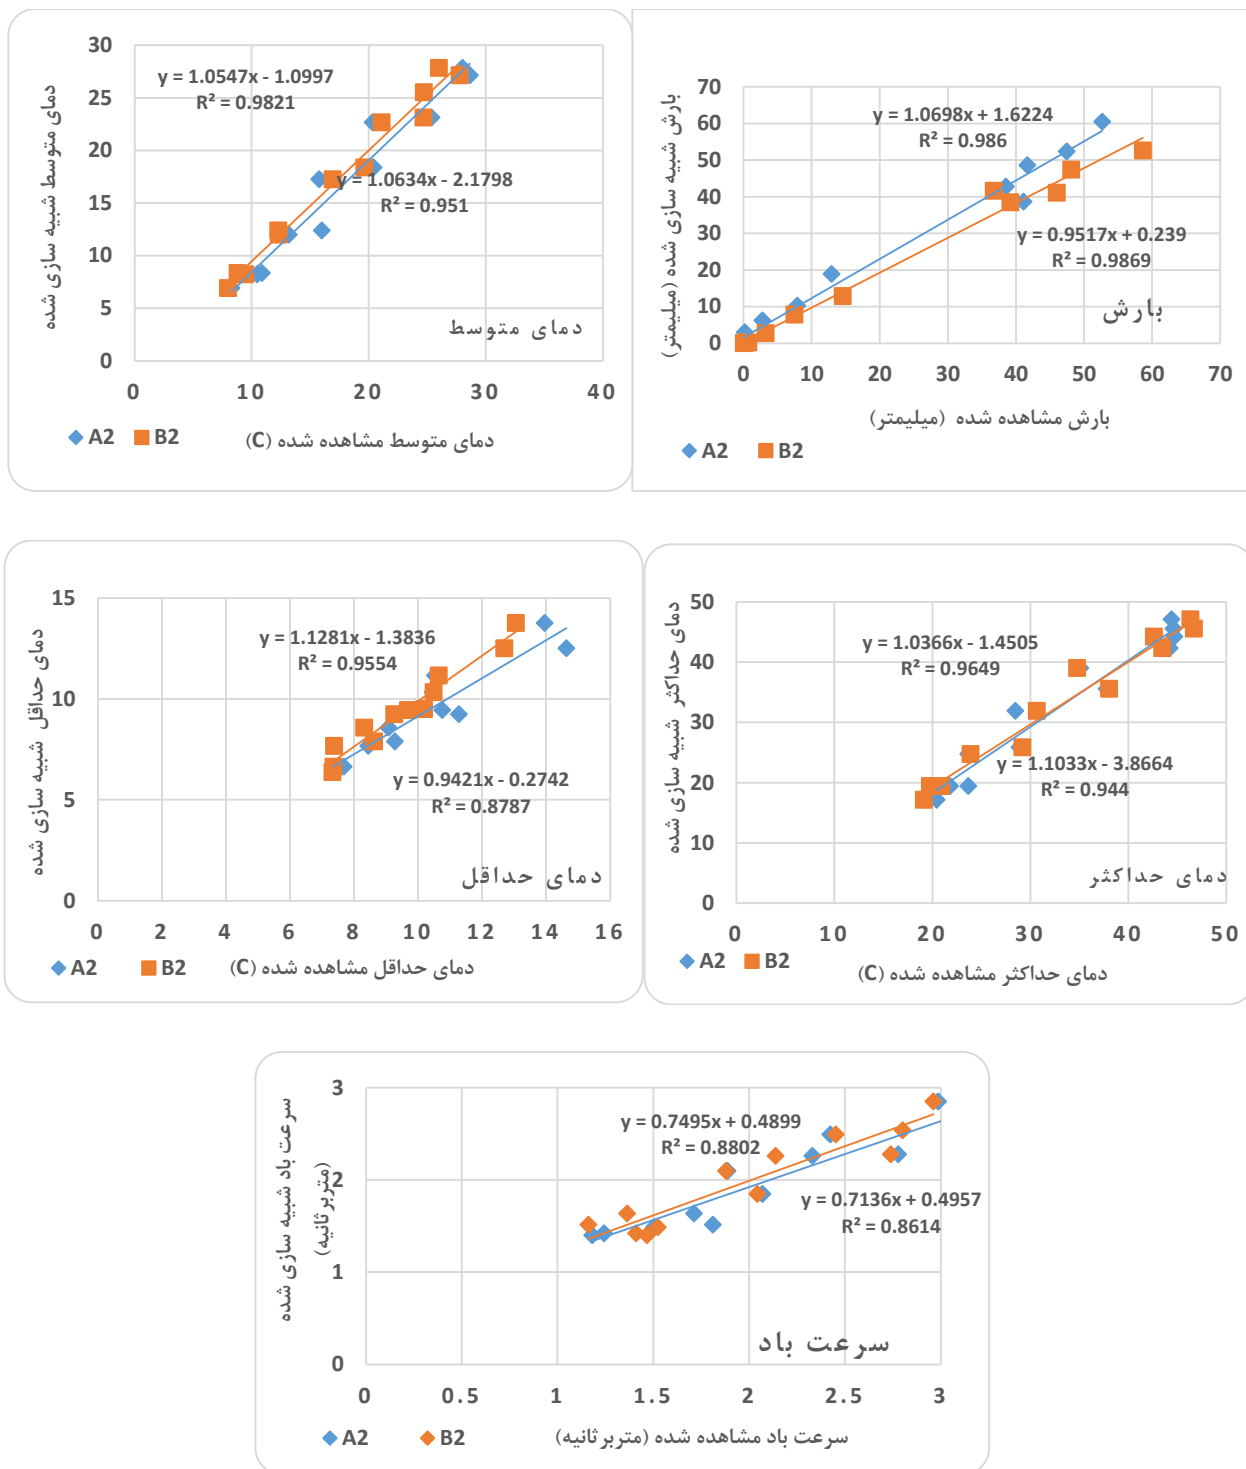 30
25
20
15
10
5
0
دمای متوسط شبیه سازی شده
y = 1.0547x - 1.0997
R² = 0.9821
y = 1.0634x - 2.1798
R² = 0.951
دمای متوسط
0 10 20 30 40
A2 B2 دمای متوسط مشاهده شده (C)
70
60
50
40
30
20
10
0
بارش شبیه سازی شده (میلیمتر)
y = 1.0698x + 1.6224
R² = 0.986
y = 0.9517x + 0.239
R² = 0.9869
بارش
0 10 20 30 40 50 60 70
بارش مشاهده شده (میلیمتر)
A2 B2
15
10
5
0
دمای حداقل شبیه سازی شده
y = 1.1281x - 1.3836
R² = 0.9554
y = 0.9421x - 0.2742
R² = 0.8787
دمای حداقل
0 2 4 6 8 10 12 14 16
A2 B2 دمای حداقل مشاهده شده (C)
50
40
30
20
10
0
دمای حداکثر شبیه سازی شده
y = 1.0366x - 1.4505
R² = 0.9649
y = 1.1033x - 3.8664
R² = 0.944
دمای حداکثر
0 10 20 30 40 50
A2 B2 دمای حداکثر مشاهده شده (C)
3
2
1
0
سرعت باد شبیه سازی شده
(متربرثانیه)
y = 0.7495x + 0.4899
R² = 0.8802
y = 0.7136x + 0.4957
R² = 0.8614
سرعت باد
0 0.5 1 1.5 2 2.5 3
A2 B2 سرعت باد مشاهده شده (متربرثانیه)